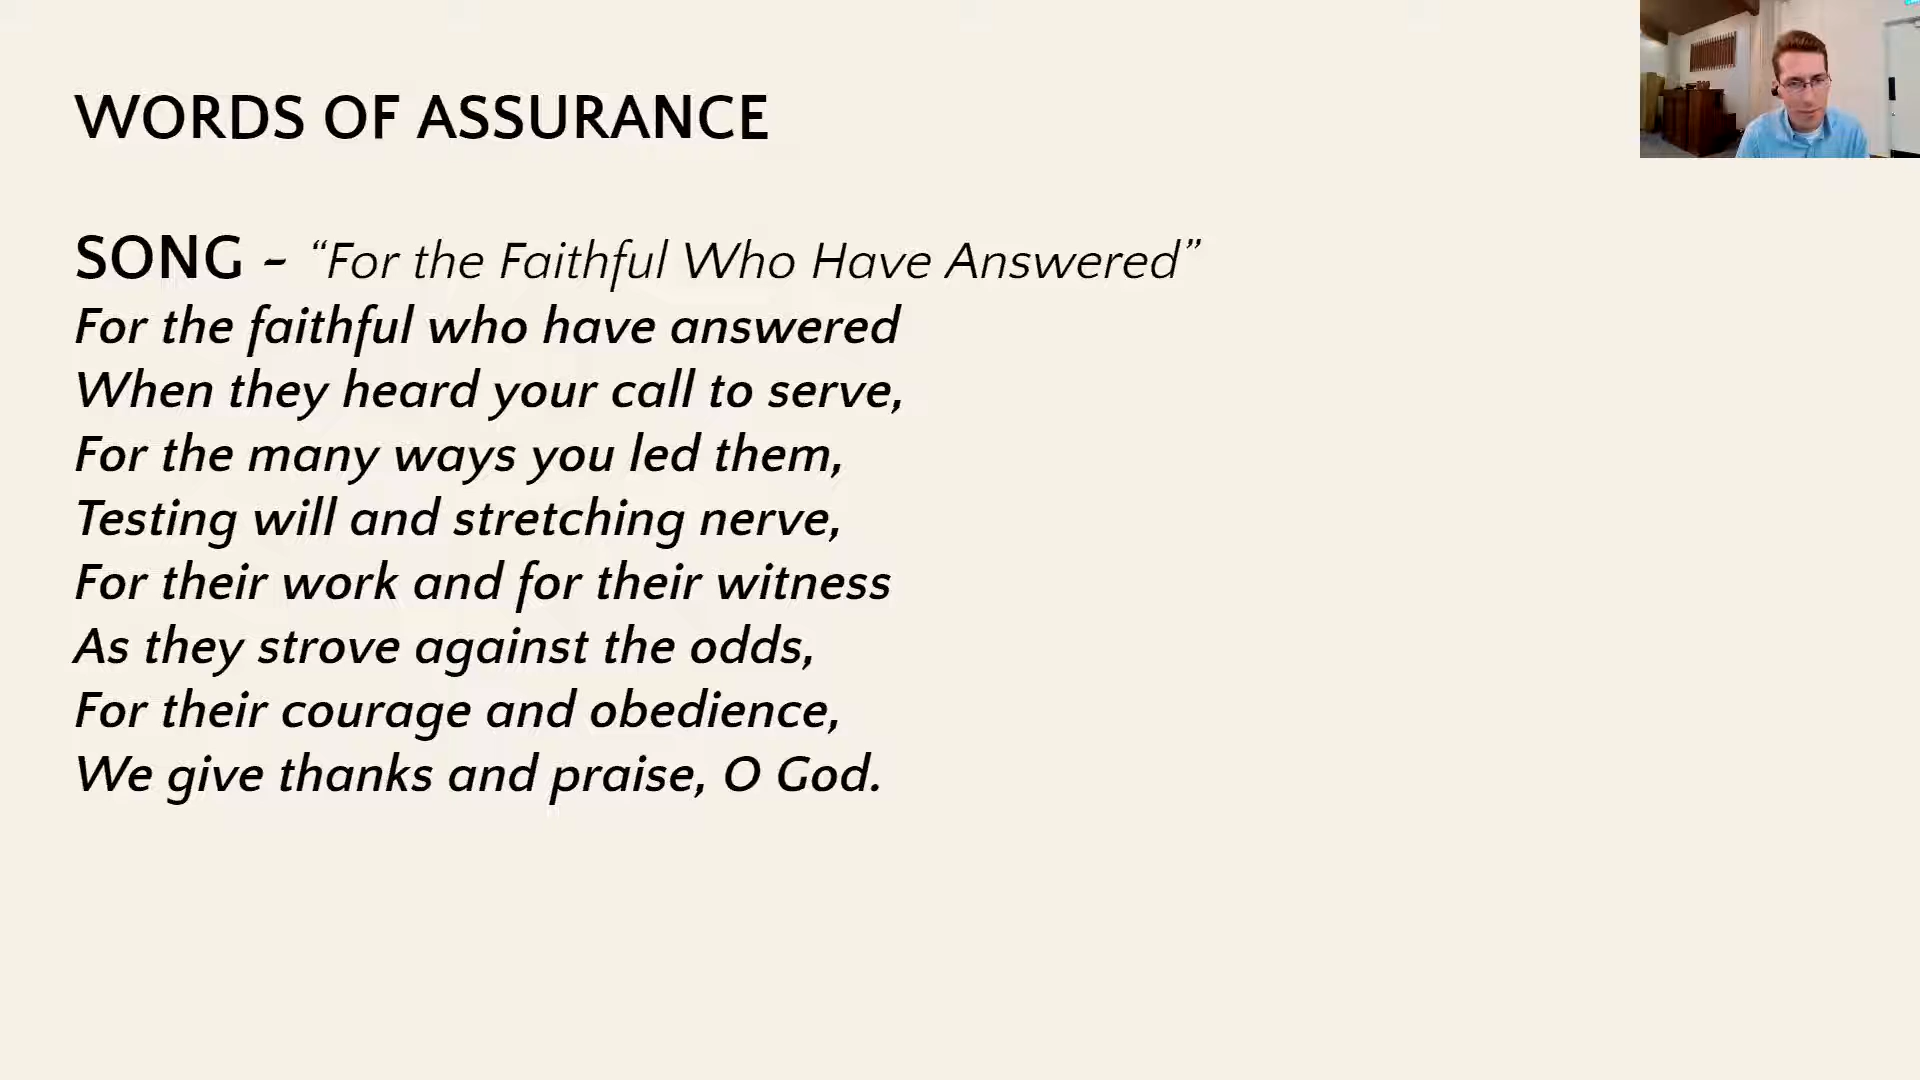 WORDS OF ASSURANCE
SONG - “For the Faithful Who Have Answered”
For the faithful who have answered
When they heard your call to serve,
For the many ways you led them,
Testing will and stretching nerve,
For their work and for their witness
As they strove against the odds,
For their courage and obedience,
We give thanks and praise, O God.